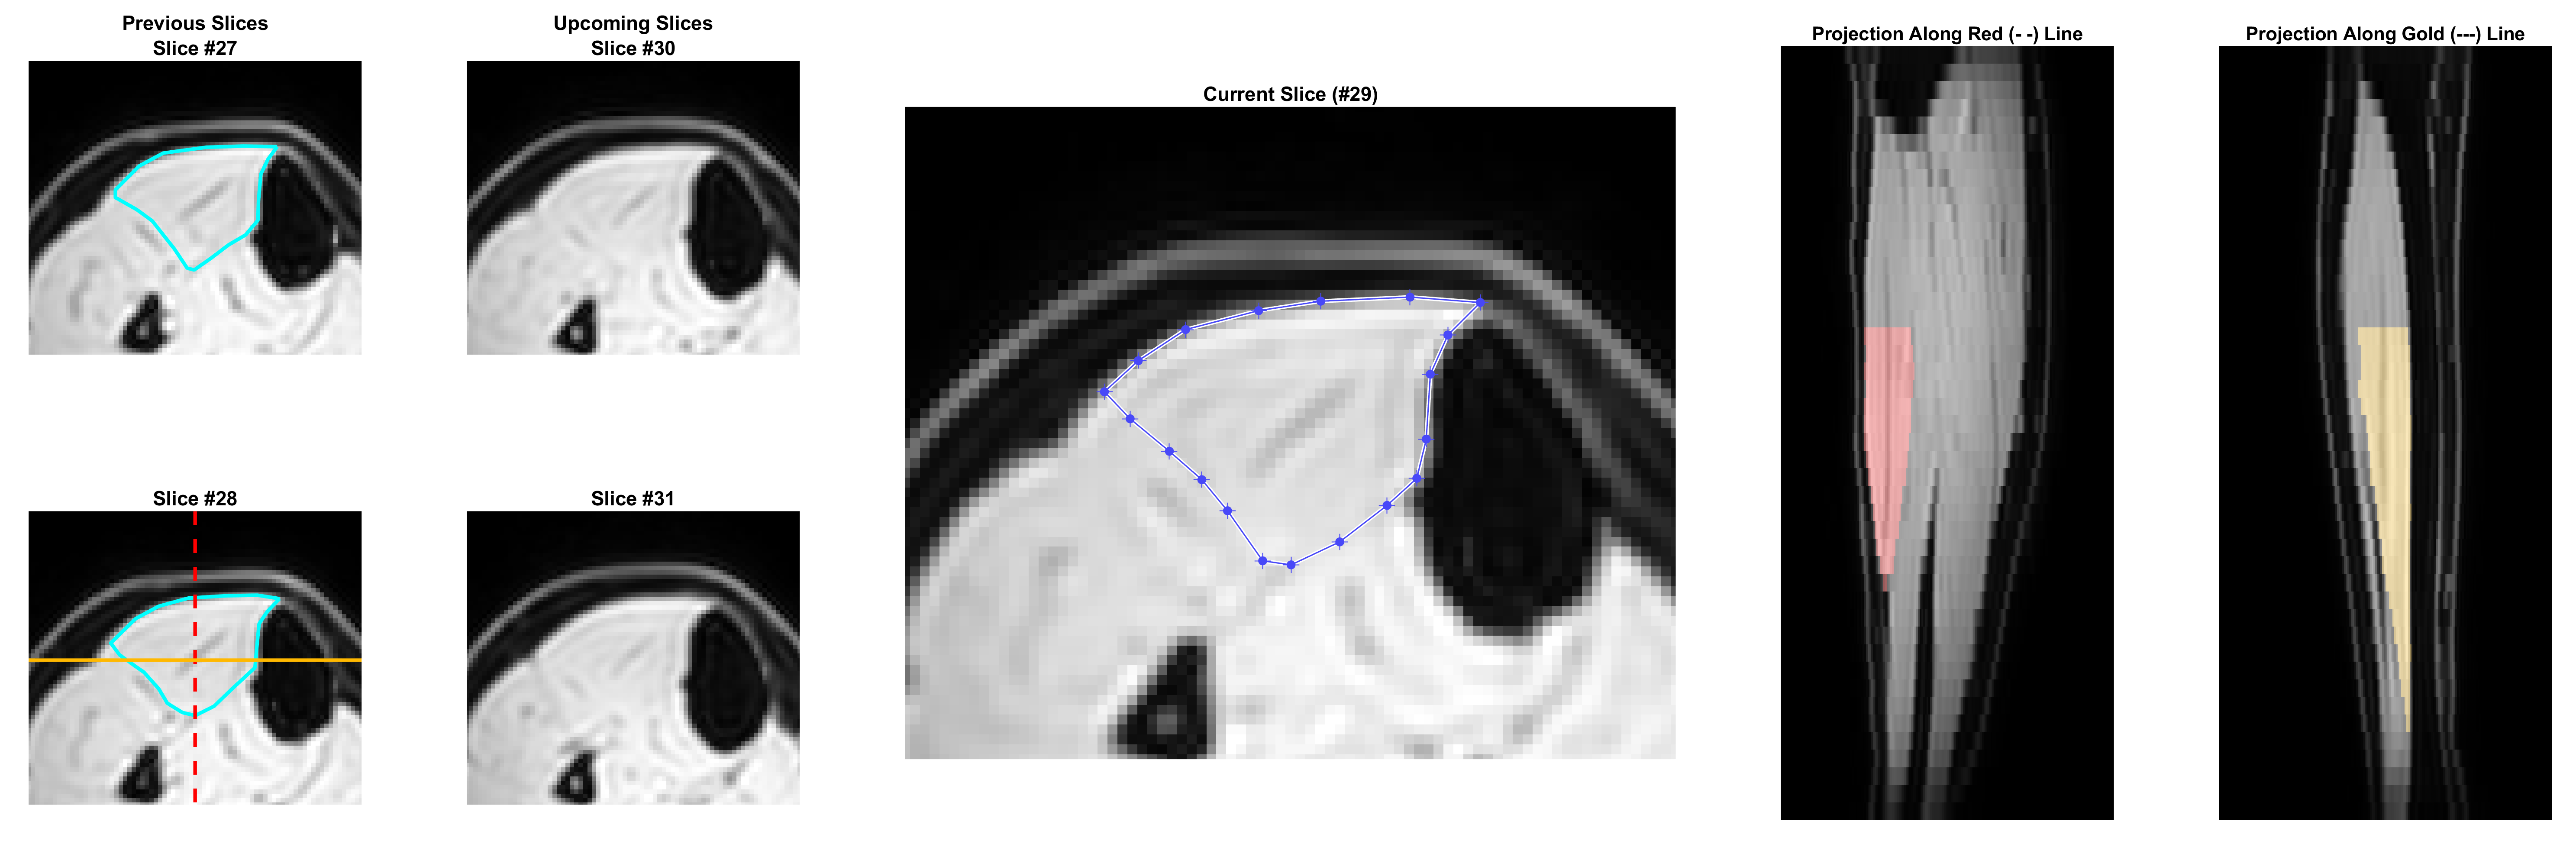 Previous Slices
Slice #27
Upcoming Slices
Slice #30
Slice #28
Slice #31
Current Slice (#29)
Projection Along Red (- -) Line
Projection Along Gold (---) Line